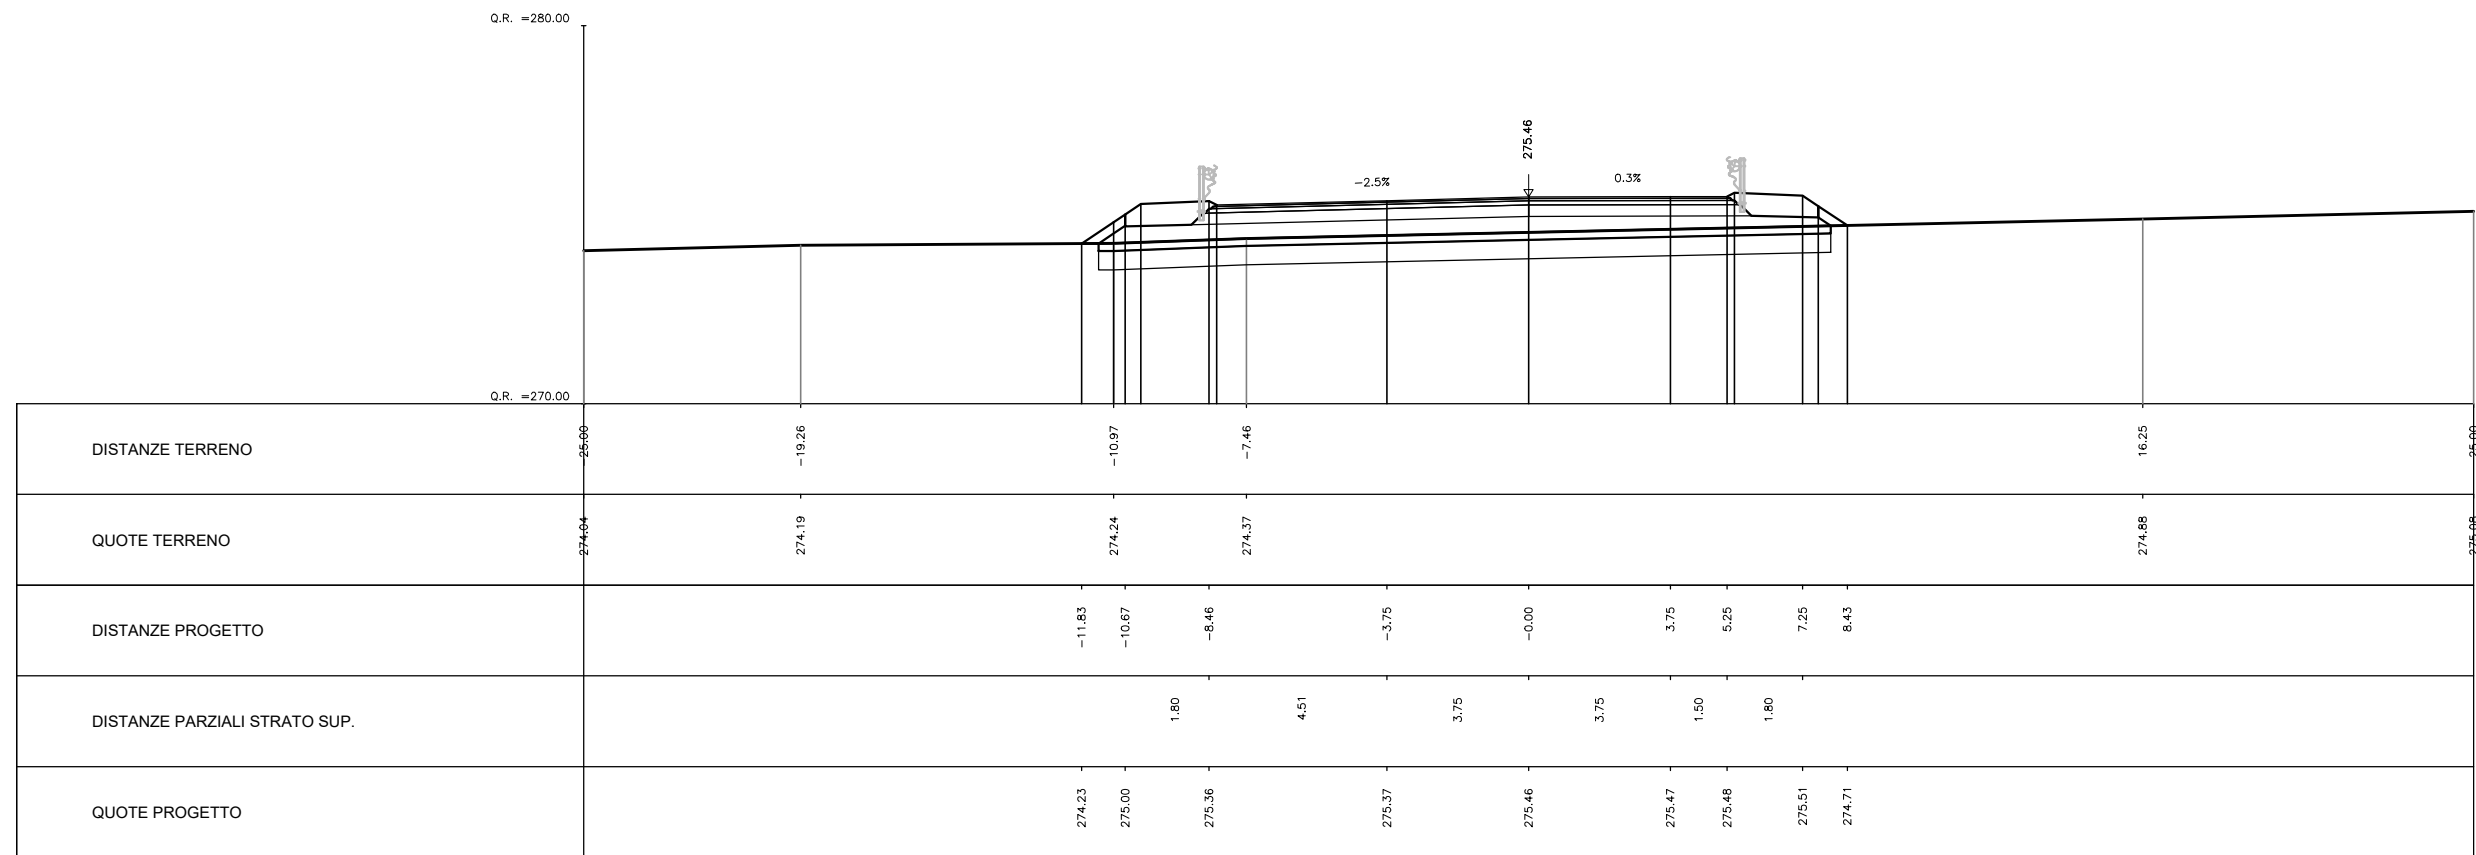 Q.R. =280.00
275.46
-2.5%
0.3%
Q.R. =270.00
DISTANZE TERRENO
-25.00 -19.26 -10.97 -7.46 16.25 25.00
QUOTE TERRENO
274.04 274.19 274.24 274.37 274.88 275.08
DISTANZE PROGETTO
-11.83 -10.67 -8.46 -3.75 -0.00 3.75 5.25 7.25 8.43
DISTANZE PARZIALI STRATO SUP.
1.80 4.51 3.75 3.75 1.50 1.80
QUOTE PROGETTO
274.23 275.00 275.36 275.37 275.46 275.47 275.48 275.51 274.71